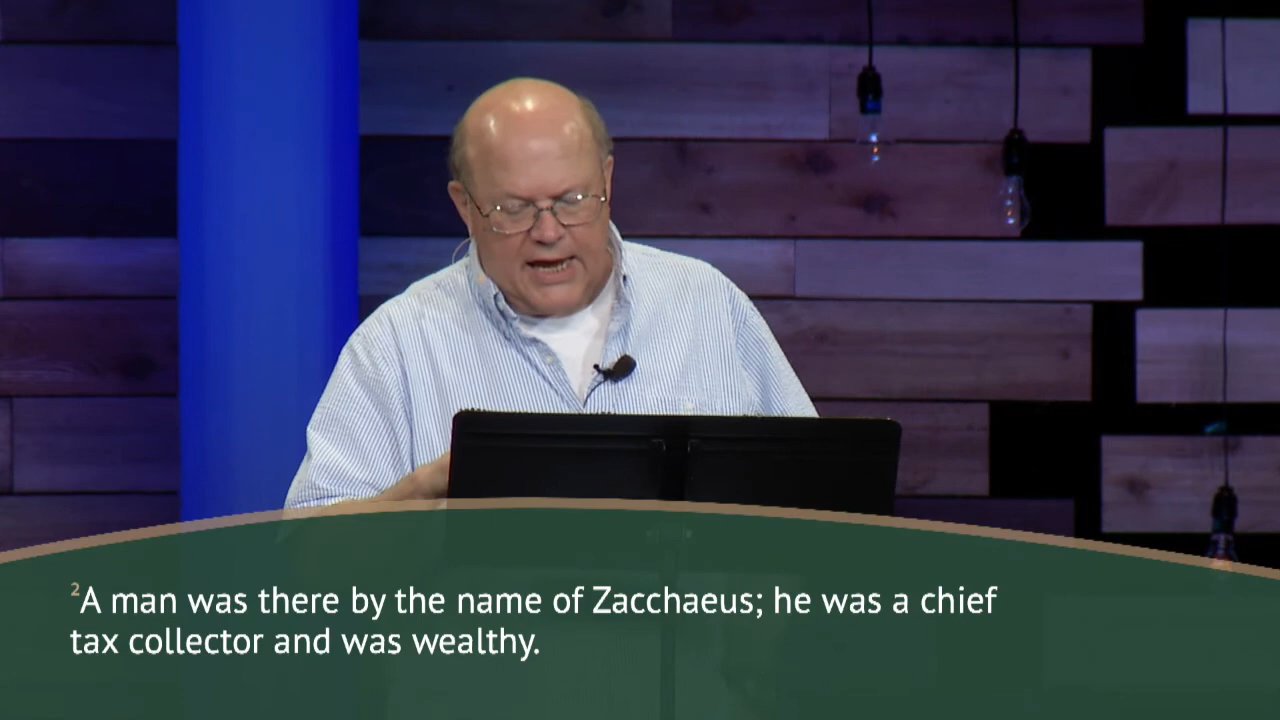 ²A man was there by the name of Zacchaeus; he was a chief
tax collector and was wealthy.